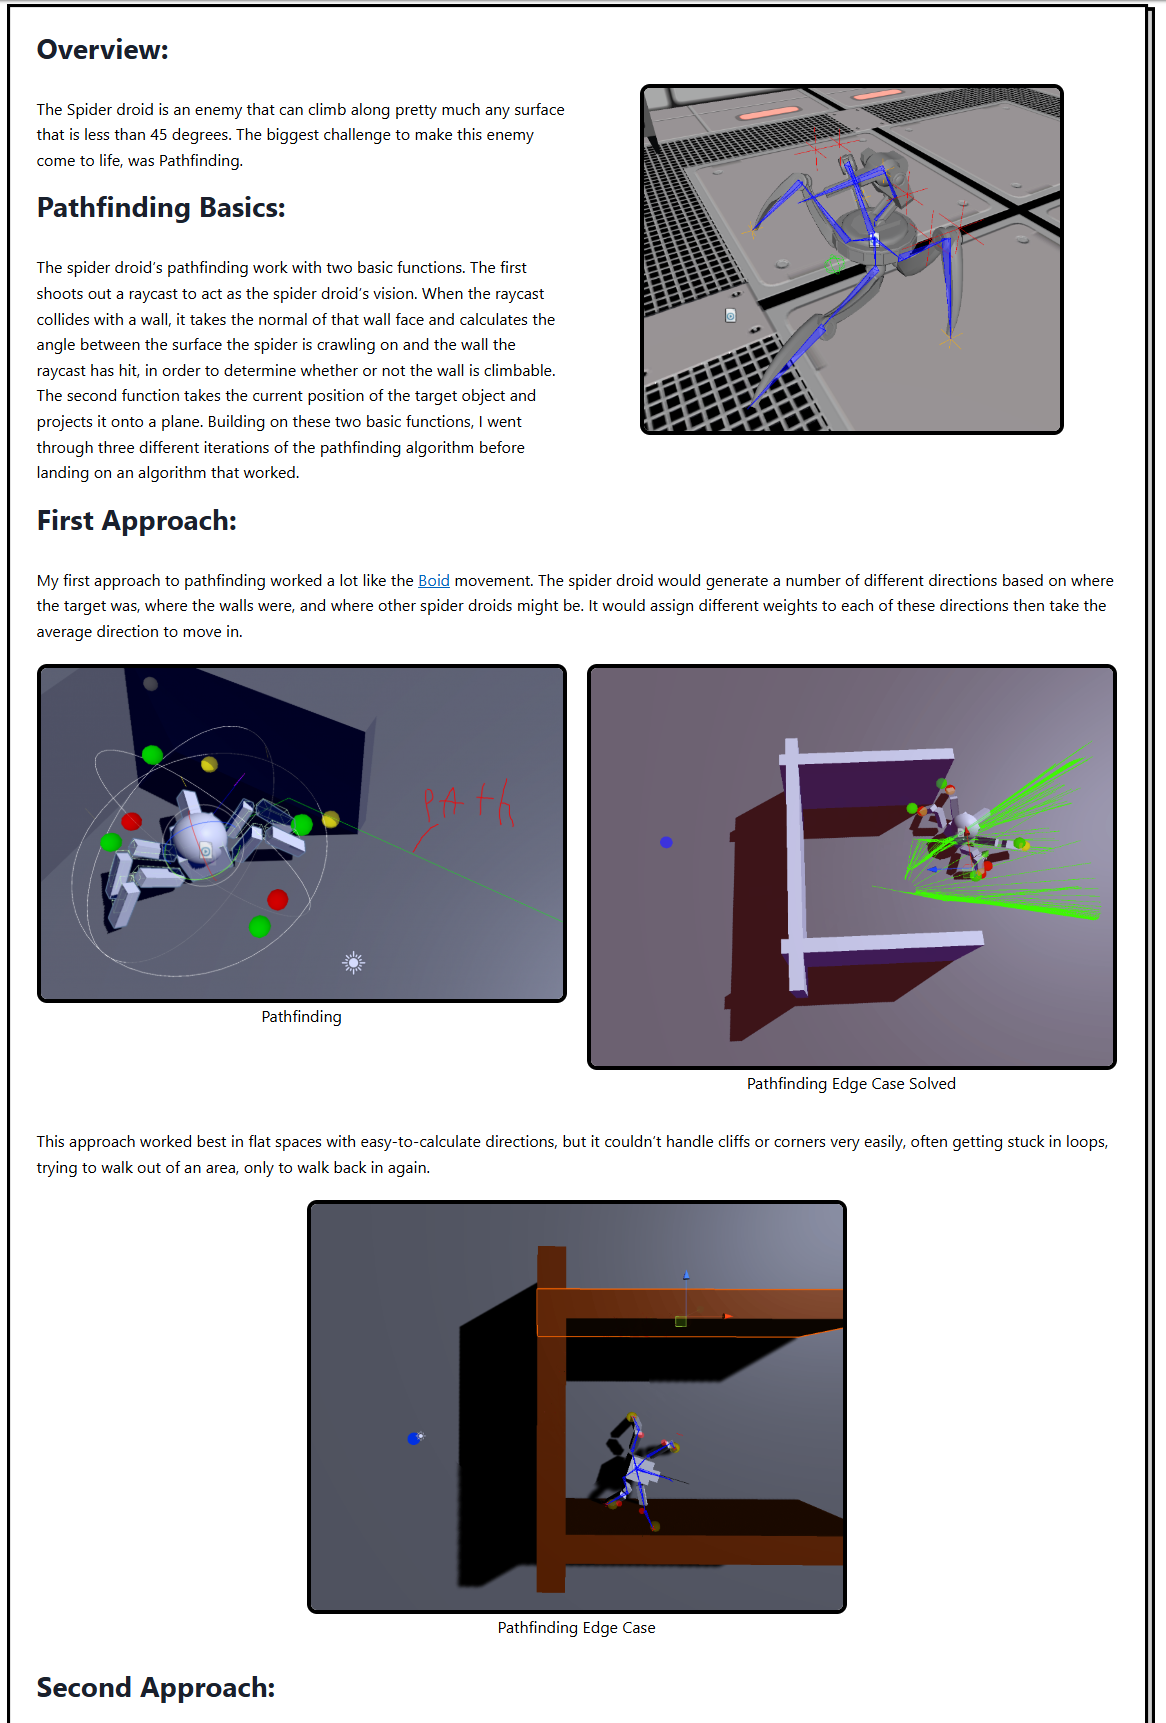 Overview:
The Spider droid is an enemy that can climb along pretty much any surface
that is less than 45 degrees. The biggest challenge to make this enemy
come to life, was Pathfinding.
Pathfinding Basics:
The spider droid's pathfinding work with two basic functions. The first
shoots out a raycast to act as the spider droid's vision. When the raycast
collides with a wall, it takes the normal of that wall face and calculates the
angle between the surface the spider is crawling on and the wall the
raycast has hit, in order to determine whether or not the wall is climbable.
The second function takes the current position of the target object and
projects it onto a plane. Building on these two basic functions, I went
through three different iterations of the pathfinding algorithm before
landing on an algorithm that worked.
First Approach:
My first approach to pathfinding worked a lot like the Boid movement. The spider droid would generate a number of different directions based on where
the target was, where the walls were, and where other spider droids might be. It would assign different weights to each of these directions then take the
average direction to move in.
PAth
Pathfinding
Pathfinding Edge Case Solved
This approach worked best in flat spaces with easy-to-calculate directions, but it couldn't handle cliffs or corners very easily, often getting stuck in loops,
trying to walk out of an area, only to walk back in again.
Pathfinding Edge Case
Second Approach: